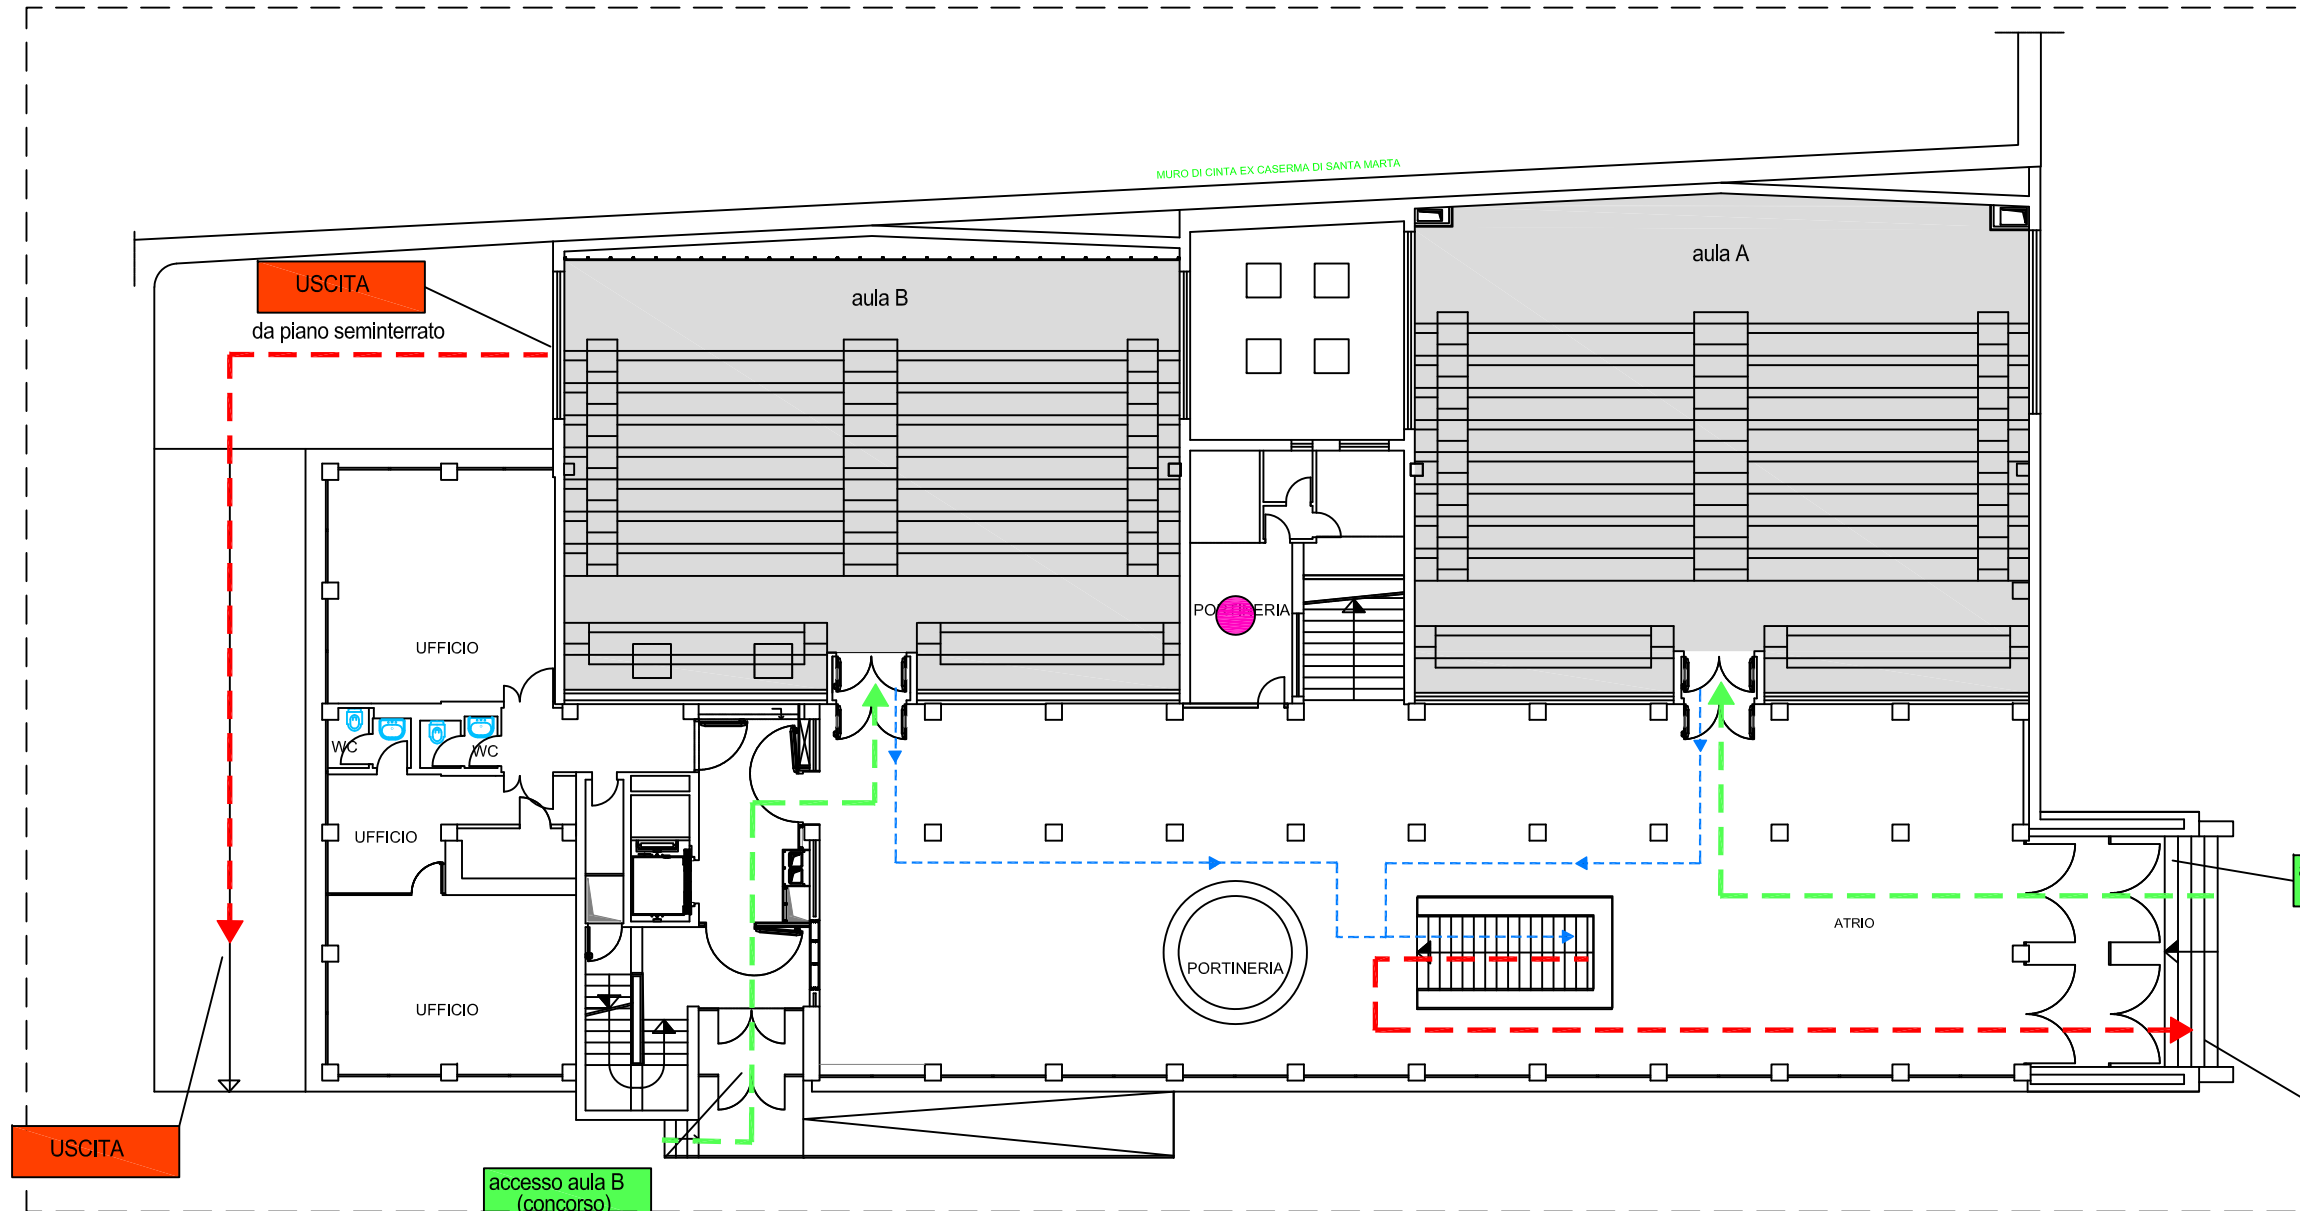 MURO DI CINTA EX CASERMA DI SANTA MARTA
aula A
USCITA
aula B
da piano seminterrato
PORTINERIA
UFFICIO
WC
WC
UFFICIO
ATRIO
PORTINERIA
UFFICIO
USCITA
accesso aula B
(concorso)